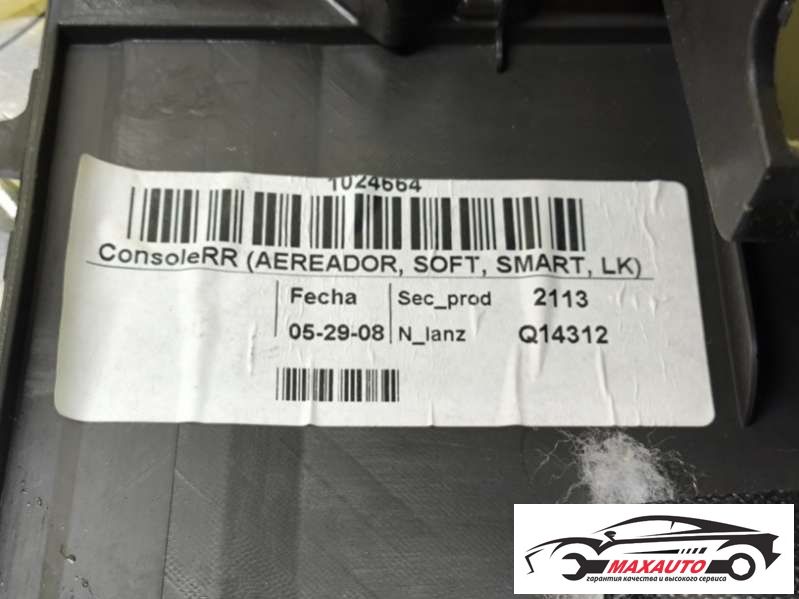 1024664
ConsoleRR (AEREADOR, SOFT, SMART, LK)
Fecha Sec_prod 2113
05-29-08 N_lanz Q14312
MAXAUTO
гарантия качества и высокого сервиса